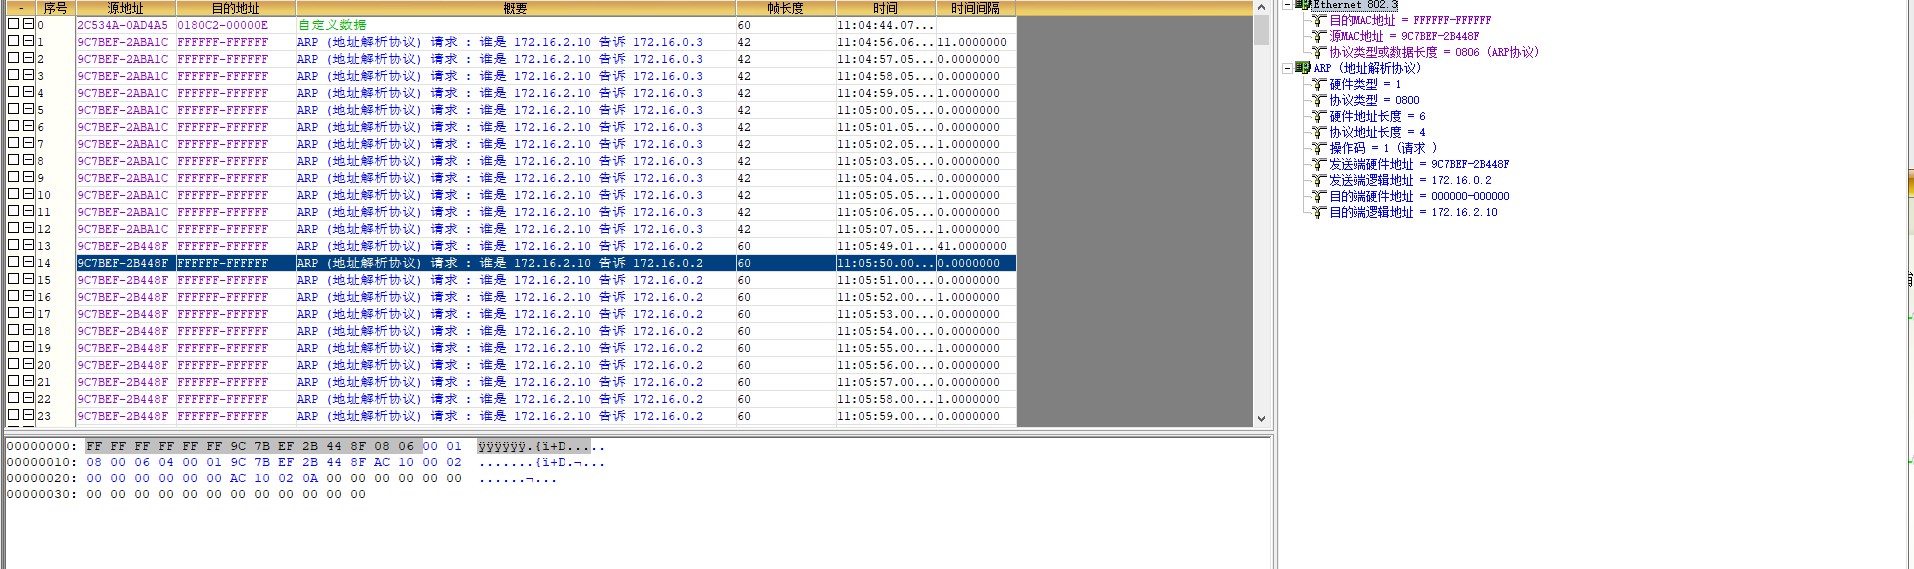 - 序号 源地址 目的地址 概要 帧长度 时间 时间间隔
0 2C534A-0AD4A5 0180C2-00000E 自定义数据 60 11:04:44.07...
1 9C7BEF-2ABA1C FFFFFF-FFFFFF ARP (地址解析协议) 请求 : 谁是 172.16.2.10 告诉 172.16.0.3 42 11:04:56.06... 11.0000000
2 9C7BEF-2ABA1C FFFFFF-FFFFFF ARP (地址解析协议) 请求 : 谁是 172.16.2.10 告诉 172.16.0.3 42 11:04:57.05... 0.0000000
3 9C7BEF-2ABA1C FFFFFF-FFFFFF ARP (地址解析协议) 请求 : 谁是 172.16.2.10 告诉 172.16.0.3 42 11:04:58.05... 0.0000000
4 9C7BEF-2ABA1C FFFFFF-FFFFFF ARP (地址解析协议) 请求 : 谁是 172.16.2.10 告诉 172.16.0.3 42 11:04:59.05... 1.0000000
5 9C7BEF-2ABA1C FFFFFF-FFFFFF ARP (地址解析协议) 请求 : 谁是 172.16.2.10 告诉 172.16.0.3 42 11:05:00.05... 0.0000000
6 9C7BEF-2ABA1C FFFFFF-FFFFFF ARP (地址解析协议) 请求 : 谁是 172.16.2.10 告诉 172.16.0.3 42 11:05:01.05... 0.0000000
7 9C7BEF-2ABA1C FFFFFF-FFFFFF ARP (地址解析协议) 请求 : 谁是 172.16.2.10 告诉 172.16.0.3 42 11:05:02.05... 1.0000000
8 9C7BEF-2ABA1C FFFFFF-FFFFFF ARP (地址解析协议) 请求 : 谁是 172.16.2.10 告诉 172.16.0.3 42 11:05:03.05... 0.0000000
9 9C7BEF-2ABA1C FFFFFF-FFFFFF ARP (地址解析协议) 请求 : 谁是 172.16.2.10 告诉 172.16.0.3 42 11:05:04.05... 0.0000000
10 9C7BEF-2ABA1C FFFFFF-FFFFFF ARP (地址解析协议) 请求 : 谁是 172.16.2.10 告诉 172.16.0.3 42 11:05:05.05... 1.0000000
11 9C7BEF-2ABA1C FFFFFF-FFFFFF ARP (地址解析协议) 请求 : 谁是 172.16.2.10 告诉 172.16.0.3 42 11:05:06.05... 0.0000000
12 9C7BEF-2ABA1C FFFFFF-FFFFFF ARP (地址解析协议) 请求 : 谁是 172.16.2.10 告诉 172.16.0.3 42 11:05:07.05... 1.0000000
13 9C7BEF-2B448F FFFFFF-FFFFFF ARP (地址解析协议) 请求 : 谁是 172.16.2.10 告诉 172.16.0.2 60 11:05:49.01... 41.0000000
14 9C7BEF-2B448F FFFFFF-FFFFFF ARP (地址解析协议) 请求 : 谁是 172.16.2.10 告诉 172.16.0.2 60 11:05:50.00... 0.0000000
15 9C7BEF-2B448F FFFFFF-FFFFFF ARP (地址解析协议) 请求 : 谁是 172.16.2.10 告诉 172.16.0.2 60 11:05:51.00... 0.0000000
16 9C7BEF-2B448F FFFFFF-FFFFFF ARP (地址解析协议) 请求 : 谁是 172.16.2.10 告诉 172.16.0.2 60 11:05:52.00... 1.0000000
17 9C7BEF-2B448F FFFFFF-FFFFFF ARP (地址解析协议) 请求 : 谁是 172.16.2.10 告诉 172.16.0.2 60 11:05:53.00... 0.0000000
18 9C7BEF-2B448F FFFFFF-FFFFFF ARP (地址解析协议) 请求 : 谁是 172.16.2.10 告诉 172.16.0.2 60 11:05:54.00... 0.0000000
19 9C7BEF-2B448F FFFFFF-FFFFFF ARP (地址解析协议) 请求 : 谁是 172.16.2.10 告诉 172.16.0.2 60 11:05:55.00... 1.0000000
20 9C7BEF-2B448F FFFFFF-FFFFFF ARP (地址解析协议) 请求 : 谁是 172.16.2.10 告诉 172.16.0.2 60 11:05:56.00... 0.0000000
21 9C7BEF-2B448F FFFFFF-FFFFFF ARP (地址解析协议) 请求 : 谁是 172.16.2.10 告诉 172.16.0.2 60 11:05:57.00... 0.0000000
22 9C7BEF-2B448F FFFFFF-FFFFFF ARP (地址解析协议) 请求 : 谁是 172.16.2.10 告诉 172.16.0.2 60 11:05:58.00... 1.0000000
23 9C7BEF-2B448F FFFFFF-FFFFFF ARP (地址解析协议) 请求 : 谁是 172.16.2.10 告诉 172.16.0.2 60 11:05:59.00... 0.0000000
00000000: FF FF FF FF FF FF 9C 7B EF 2B 44 8F 08 06 00 01 ÿÿÿÿÿÿ.{ï+D.....
00000010: 08 00 06 04 00 01 9C 7B EF 2B 44 8F AC 10 00 02 .......{ï+D.¬...
00000020: 00 00 00 00 00 00 AC 10 02 0A 00 00 00 00 00 00 ......¬...
00000030: 00 00 00 00 00 00 00 00 00 00 00 00
Ethernet 802.3
目的MAC地址 = FFFFFF-FFFFFF
源MAC地址 = 9C7BEF-2B448F
协议类型或数据长度 = 0806 (ARP协议)
ARP (地址解析协议)
硬件类型 = 1
协议类型 = 0800
硬件地址长度 = 6
协议地址长度 = 4
操作码 = 1 (请求 )
发送端硬件地址 = 9C7BEF-2B448F
发送端逻辑地址 = 172.16.0.2
目的端硬件地址 = 000000-000000
目的端逻辑地址 = 172.16.2.10